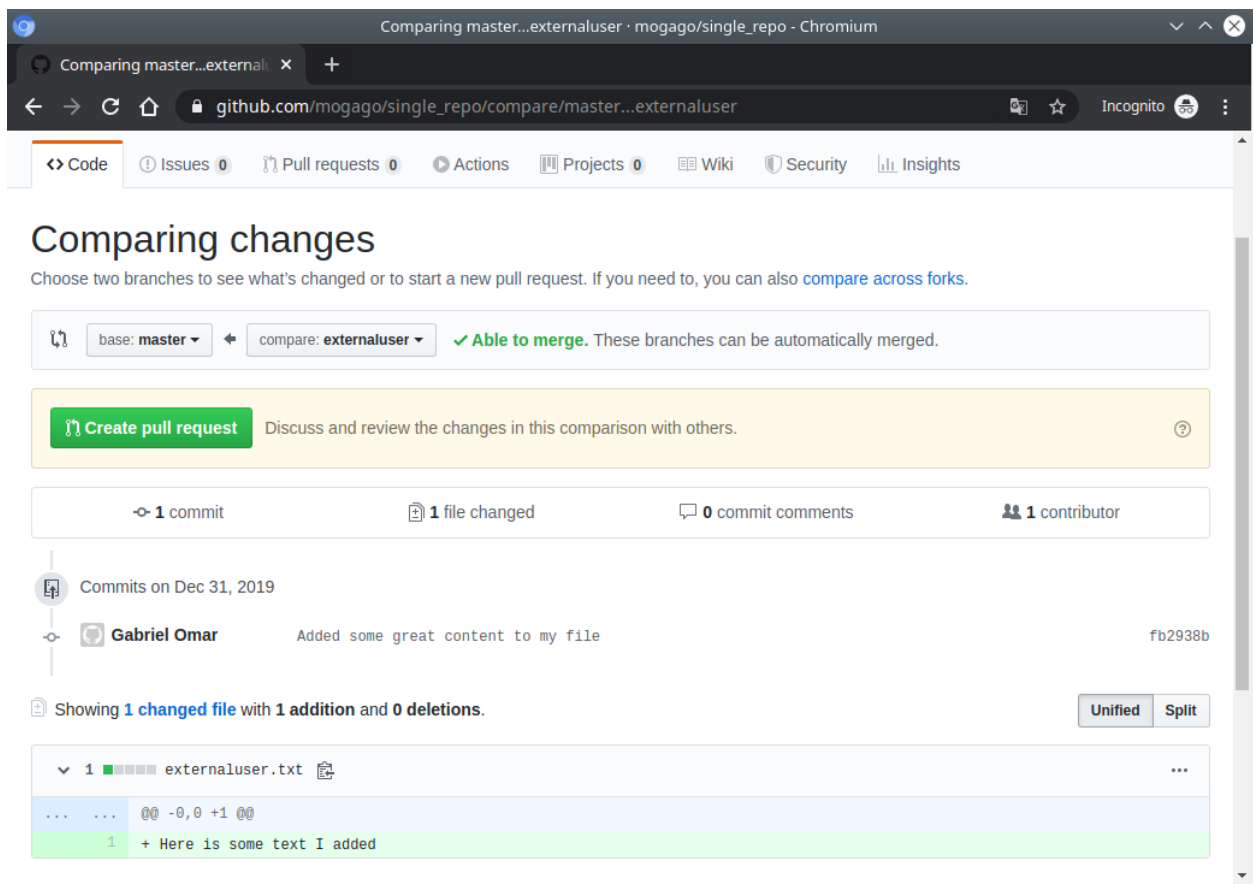 Comparing master...externaluser · mogago/single_repo - Chromium
Comparing master...external
github.com/mogago/single_repo/compare/master...externaluser Incognito
Code Issues 0 Pull requests 0 Actions Projects 0 Wiki Security Insights
Comparing changes
Choose two branches to see what's changed or to start a new pull request. If you need to, you can also compare across forks.
base: master compare: externaluser Able to merge. These branches can be automatically merged.
Create pull request Discuss and review the changes in this comparison with others.
1 commit 1 file changed 0 commit comments 1 contributor
Commits on Dec 31, 2019
Gabriel Omar Added some great content to my file fb2938b
Showing 1 changed file with 1 addition and 0 deletions. Unified Split
1 externaluser.txt ...
... ... @@ -0,0 +1 @@
1 + Here is some text I added